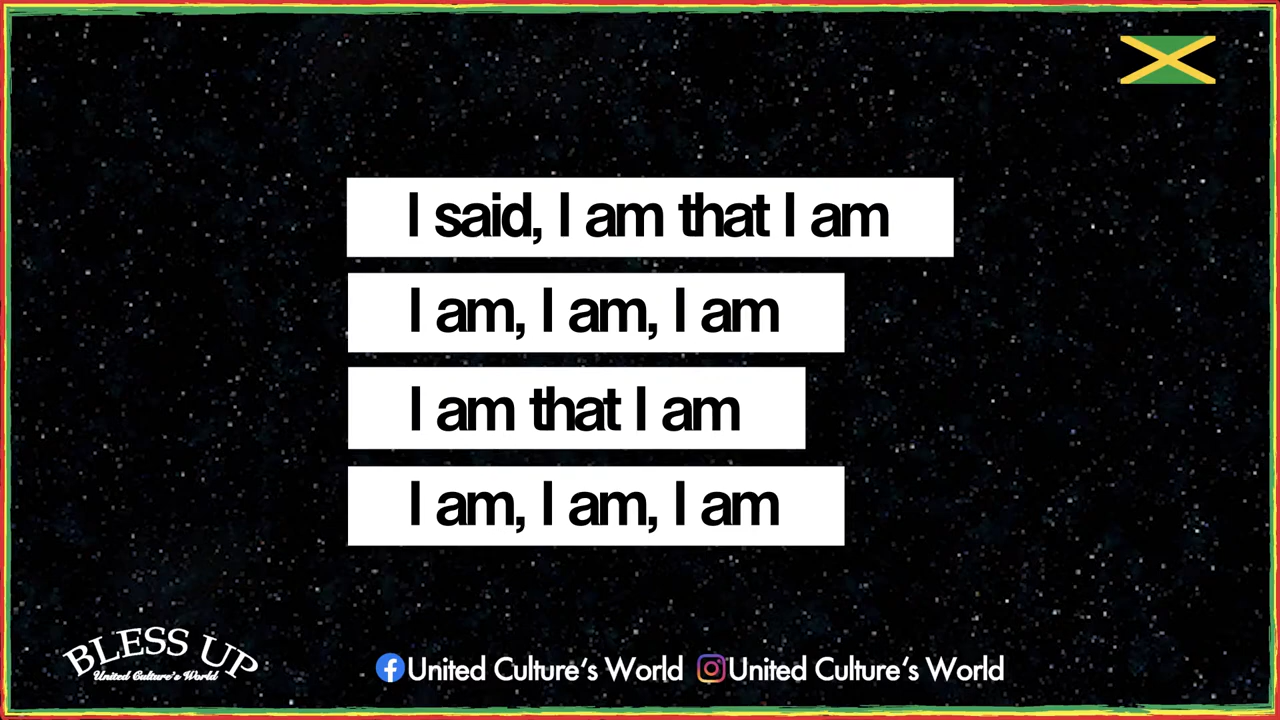 I said, I am that I am
I am, I am, I am
I am that I am
I am, I am, I am
BLESS UP
United Culture's World
United Culture's World United Culture's World